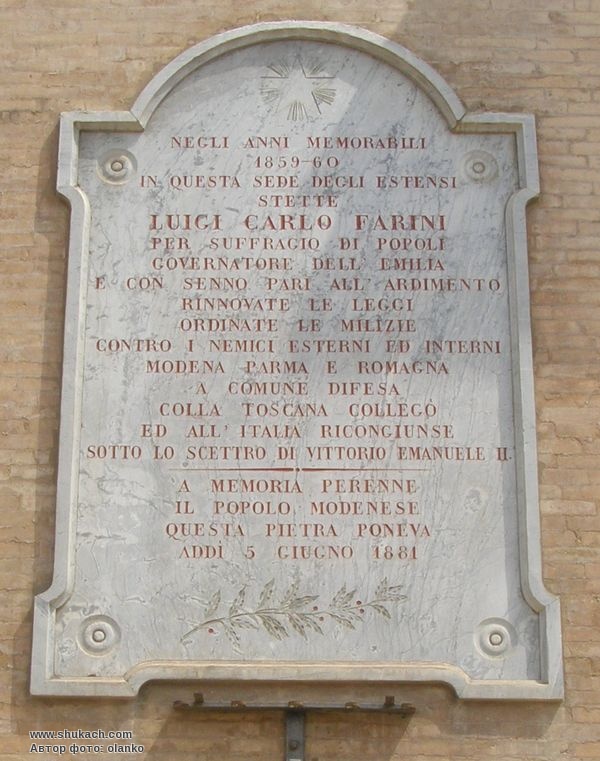 NEGLI ANNI MEMORABILI
1859-60
IN QUESTA SEDE DEGLI ESTENSI
STETTE
LUIGI CARLO FARINI
PER SUFFRAGIO DI POPOLI
GOVERNATORE DELL'EMILIA
E CON SENNO PARI ALL'ARDIMENTO
RINNOVATE LE LEGGI
ORDINATE LE MILIZIE
CONTRO I NEMICI ESTERNI ED INTERNI
MODENA PARMA E ROMAGNA
A COMUNE DIFESA
COLLA TOSCANA COLLEGÒ
ED ALL'ITALIA RICONGIUNSE
SOTTO LO SCETTRO DI VITTORIO EMANUELE II.
A MEMORIA PERENNE
IL POPOLO MODENESE
QUESTA PIETRA PONEVA
ADDÌ 5 GIUGNO 1881
www.shukach.com
Автор фото: olanko